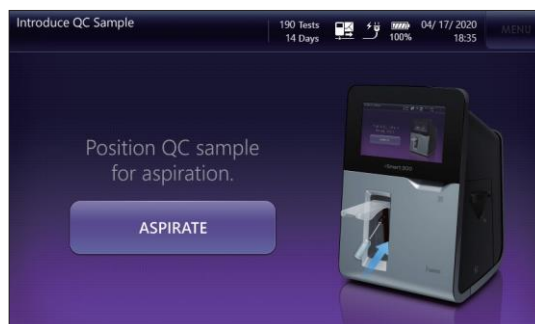 Introduce QC Sample
190 Tests
14 Days
100%
04/ 17/ 2020
18:35
MENU
Position QC sample
for aspiration.
ASPIRATE